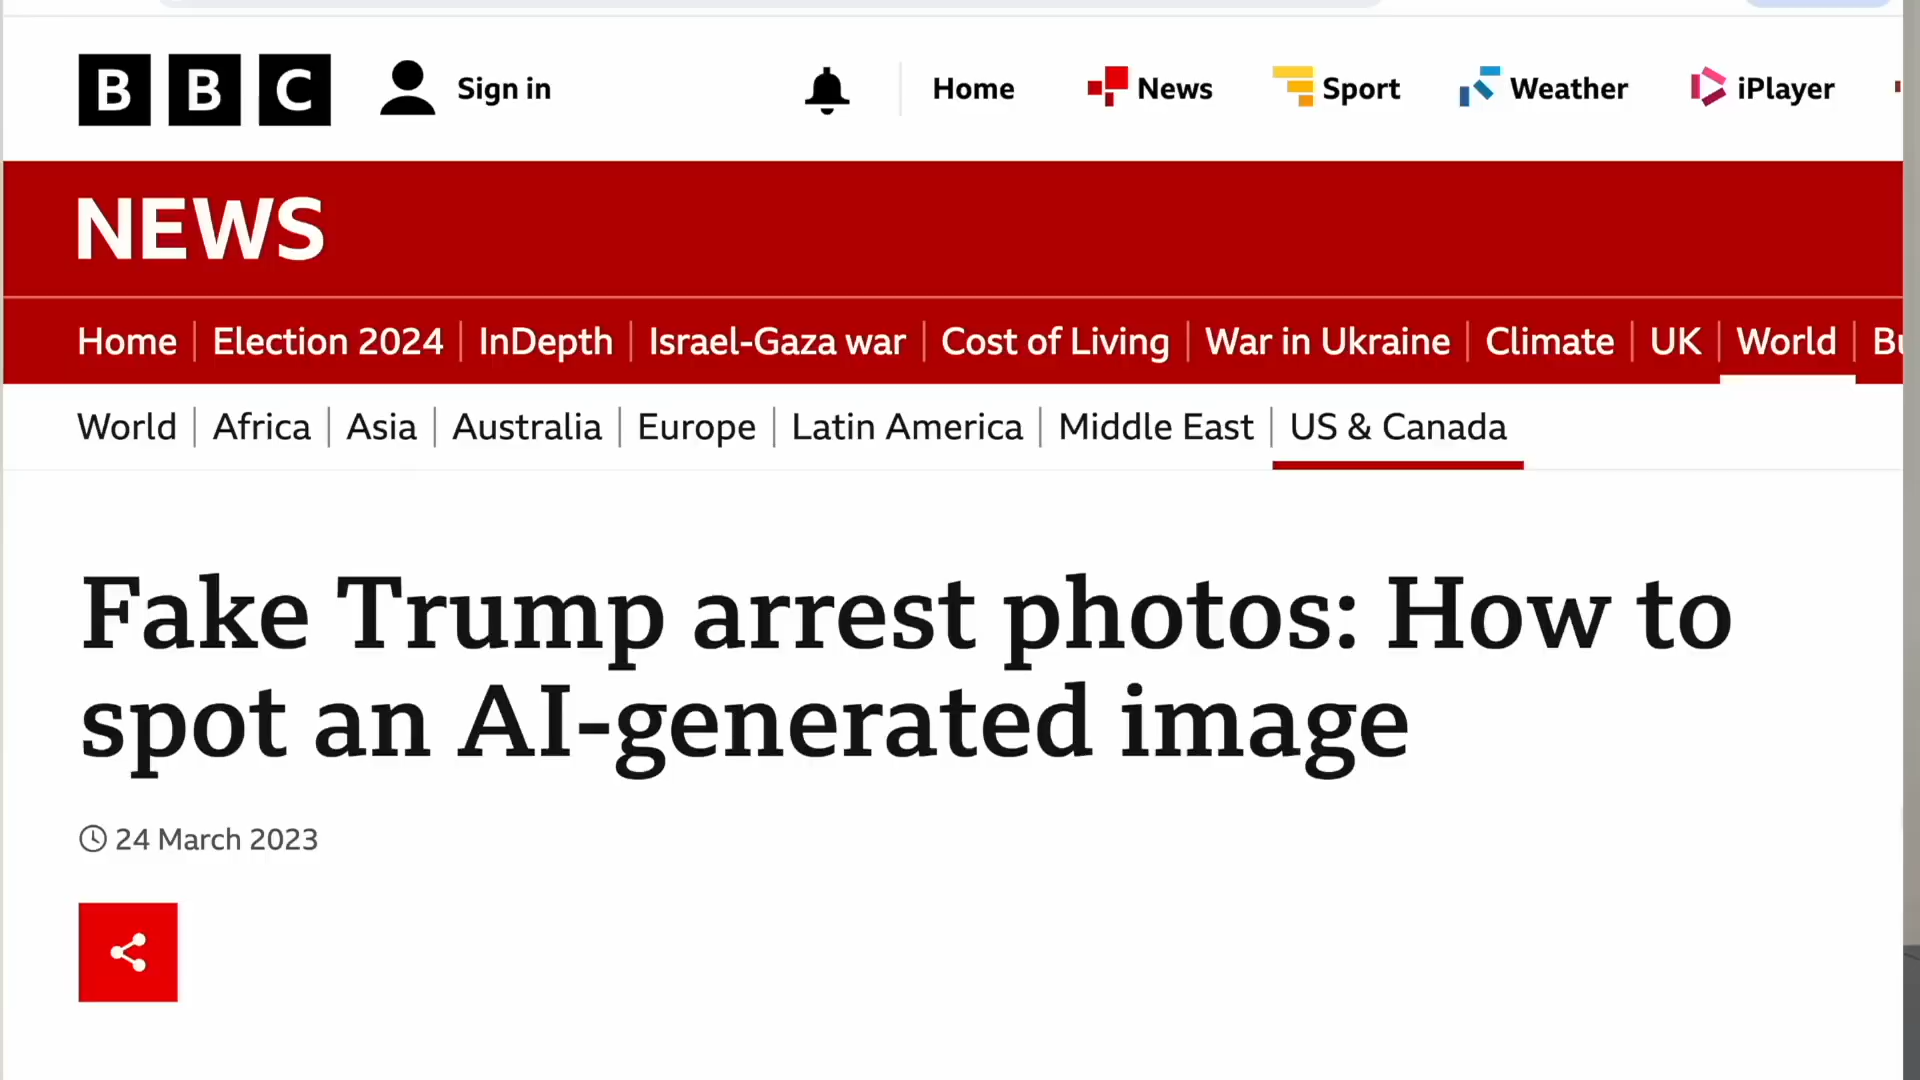 BBC Sign in Home News Sport Weather iPlayer
NEWS
Home Election 2024 InDepth Israel-Gaza war Cost of Living War in Ukraine Climate UK World
World Africa Asia Australia Europe Latin America Middle East US & Canada
Fake Trump arrest photos: How to
spot an AI-generated image
24 March 2023